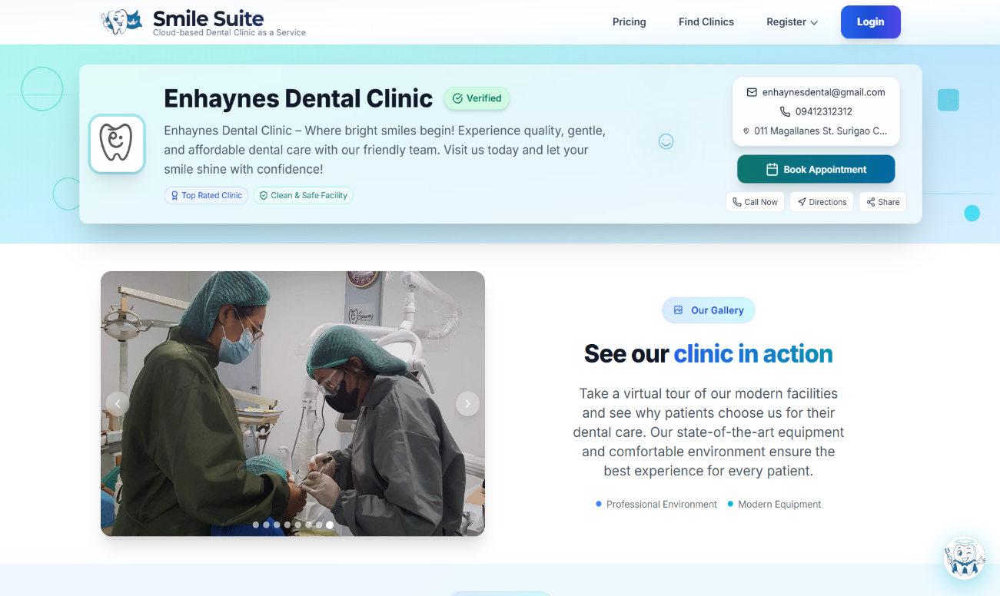 Smile Suite
Cloud-based Dental Clinic as a Service
Pricing
Find Clinics
Register
Login
Enhaynes Dental Clinic
Verified
Enhaynes Dental Clinic – Where bright smiles begin! Experience quality, gentle,
and affordable dental care with our friendly team. Visit us today and let your
smile shine with confidence!
Top Rated Clinic
Clean & Safe Facility
enhaynesdental@gmail.com
09412312312
011 Magallanes St. Surigao C...
Book Appointment
Call Now
Directions
Share
Our Gallery
See our clinic in action
Take a virtual tour of our modern facilities
and see why patients choose us for their
dental care. Our state-of-the-art equipment
and comfortable environment ensure the
best experience for every patient.
Professional Environment
Modern Equipment